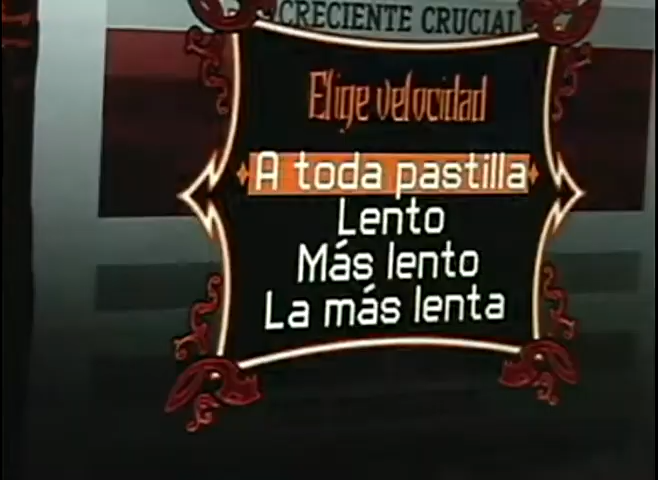 CRECIENTE CRUCIAL
Elige velocidad
A toda pastilla
Lento
Más lento
La más lenta